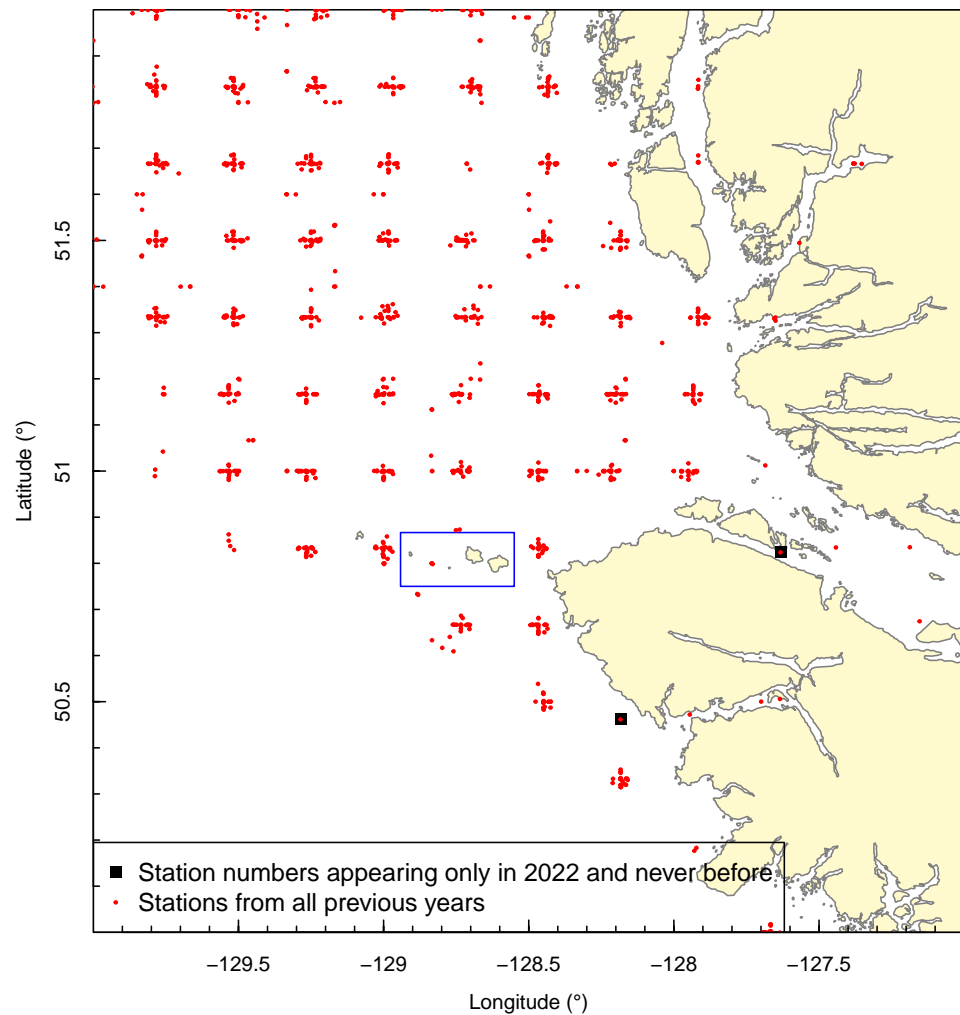 51.5
51
50.5
Latitude (°)
■ Station numbers appearing only in 2022 and never before
• Stations from all previous years
−129.5 −129 −128.5 −128 −127.5
Longitude (°)